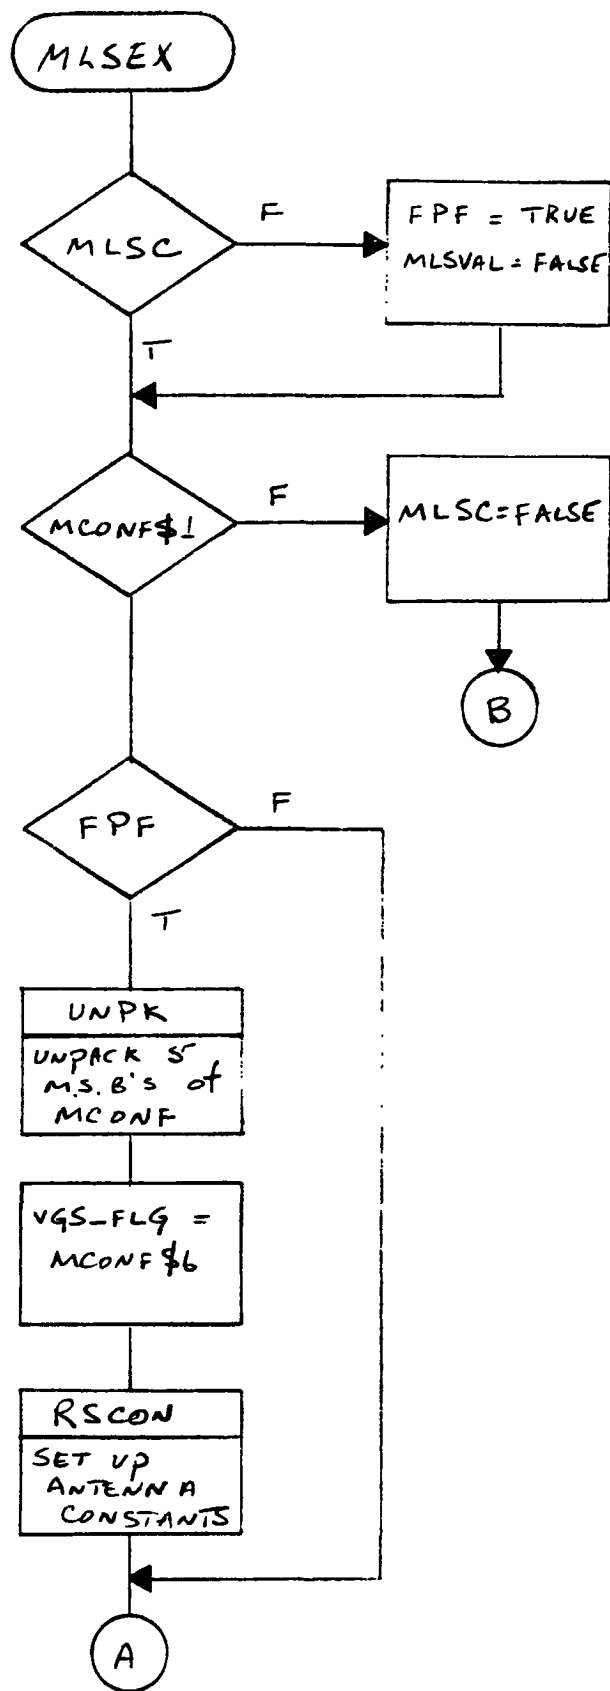 MLSEX
MLSC
F
FPF = TRUE
MLSVAL = FALSE
T
MCONF$1
F
MLSC=FALSE
B
FPF
F
T
UNPK
UNPACK 5
M.S.B's of
MCONF
VGS_FLG =
MCONF$6
RSCON
SET UP
ANTENNA
CONSTANTS
A